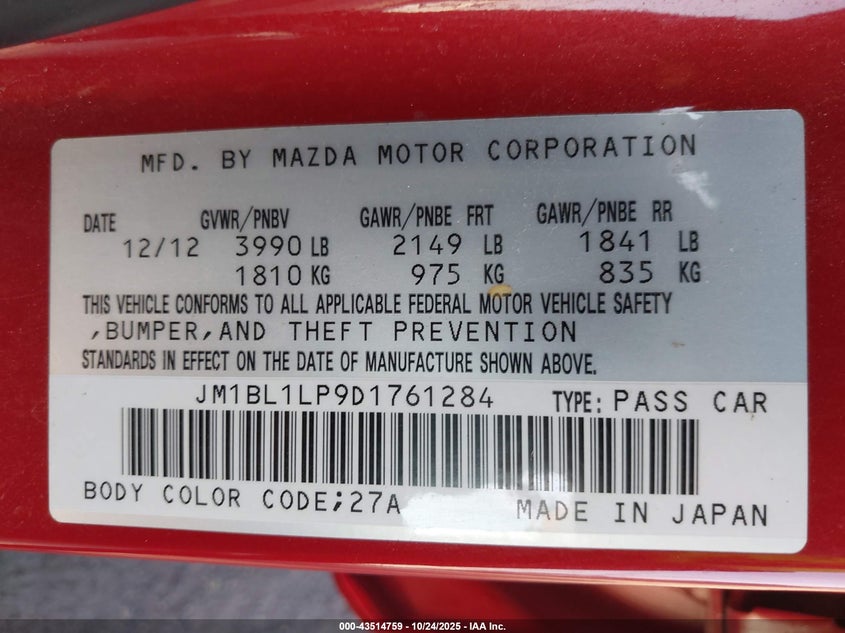 MFD. BY MAZDA MOTOR CORPORATION
DATE GVWR/PNBV GAWR/PNBE FRT GAWR/PNBE RR
12/12 3990 LB 2149 LB 1841 LB
1810 KG 975 KG 835 KG
THIS VEHICLE CONFORMS TO ALL APPLICABLE FEDERAL MOTOR VEHICLE SAFETY
,BUMPER,AND THEFT PREVENTION
STANDARDS IN EFFECT ON THE DATE OF MANUFACTURE SHOWN ABOVE.
JM1BL1LP9D1761284 TYPE: PASS CAR
BODY COLOR CODE;27A
MADE IN JAPAN
000-43514759 - 10/24/2025 - IAA Inc.